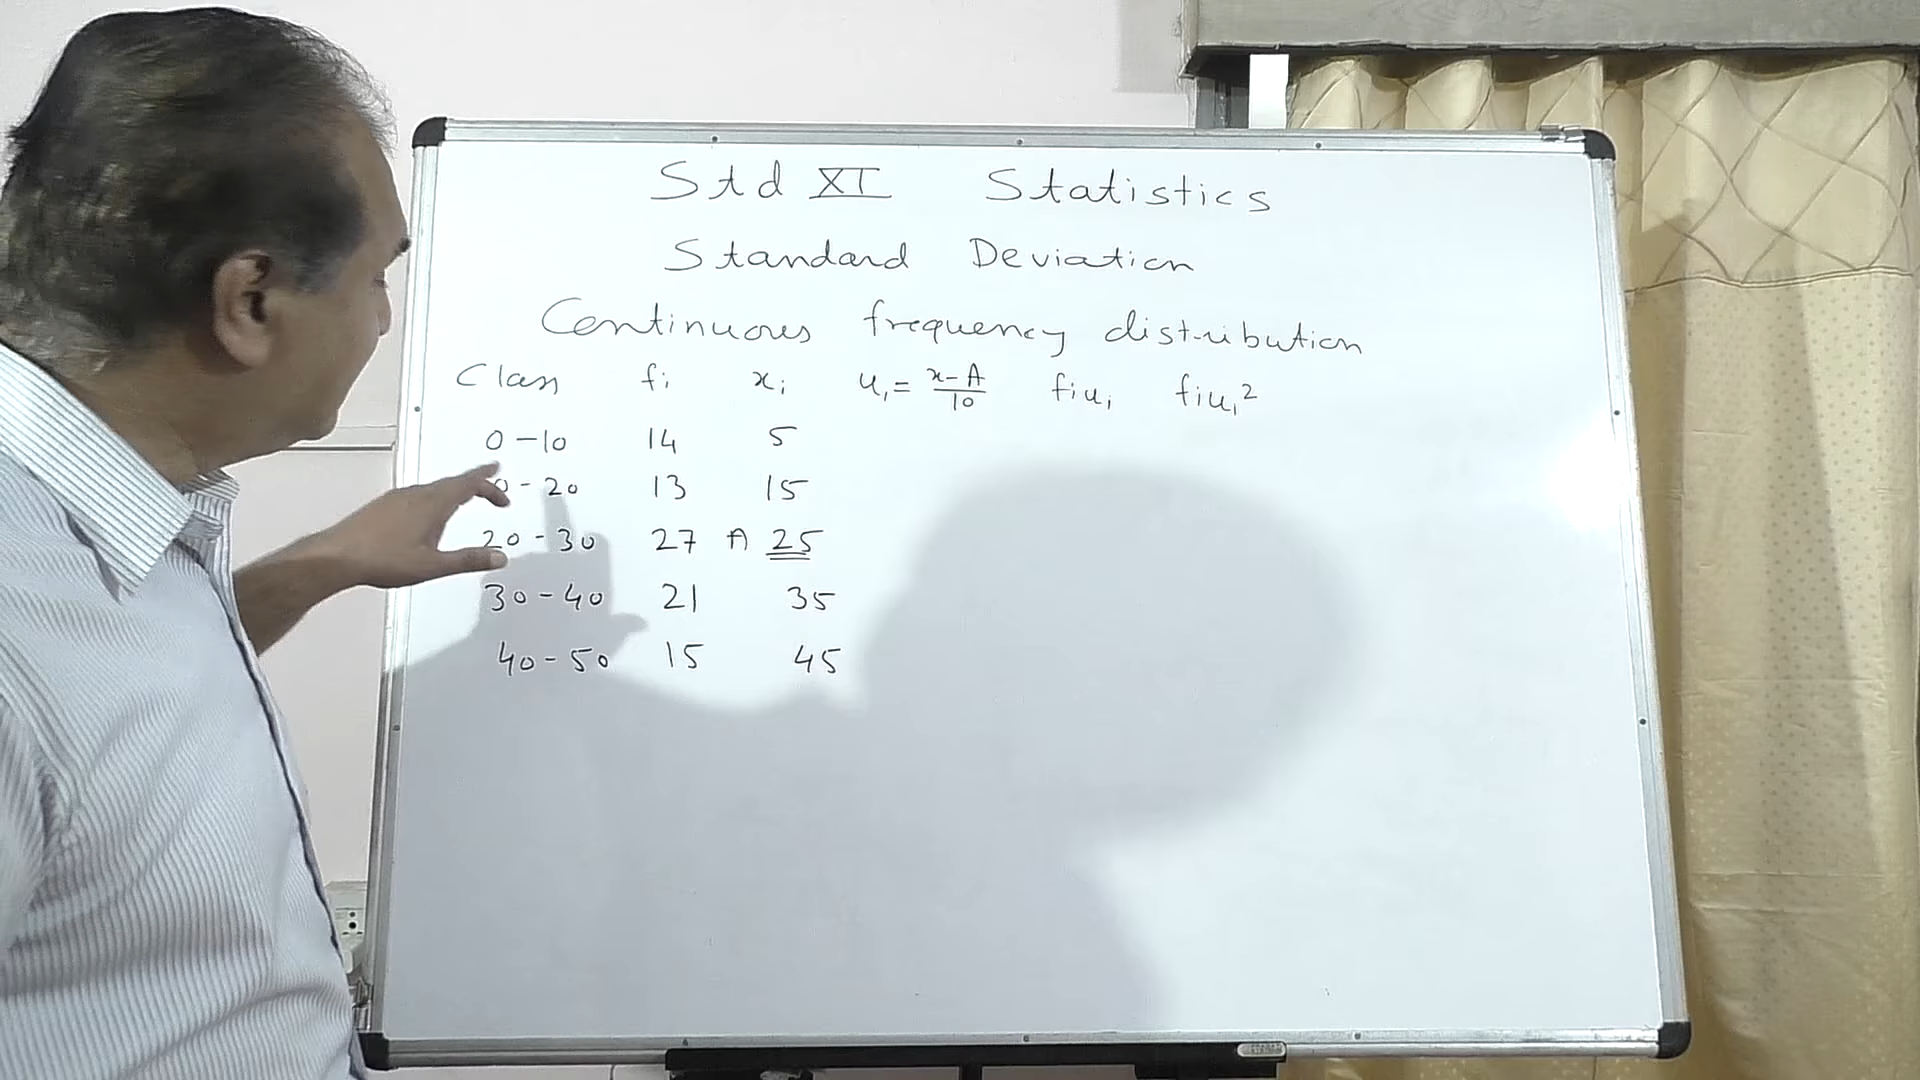 Std XI Statistics
Standard Deviation
Continuous frequency distribution
Class fi xi ui = x-A/10 fiui fiui²
0-10 14 5
0-20 13 15
20-30 27 A 25
30-40 21 35
40-50 15 45